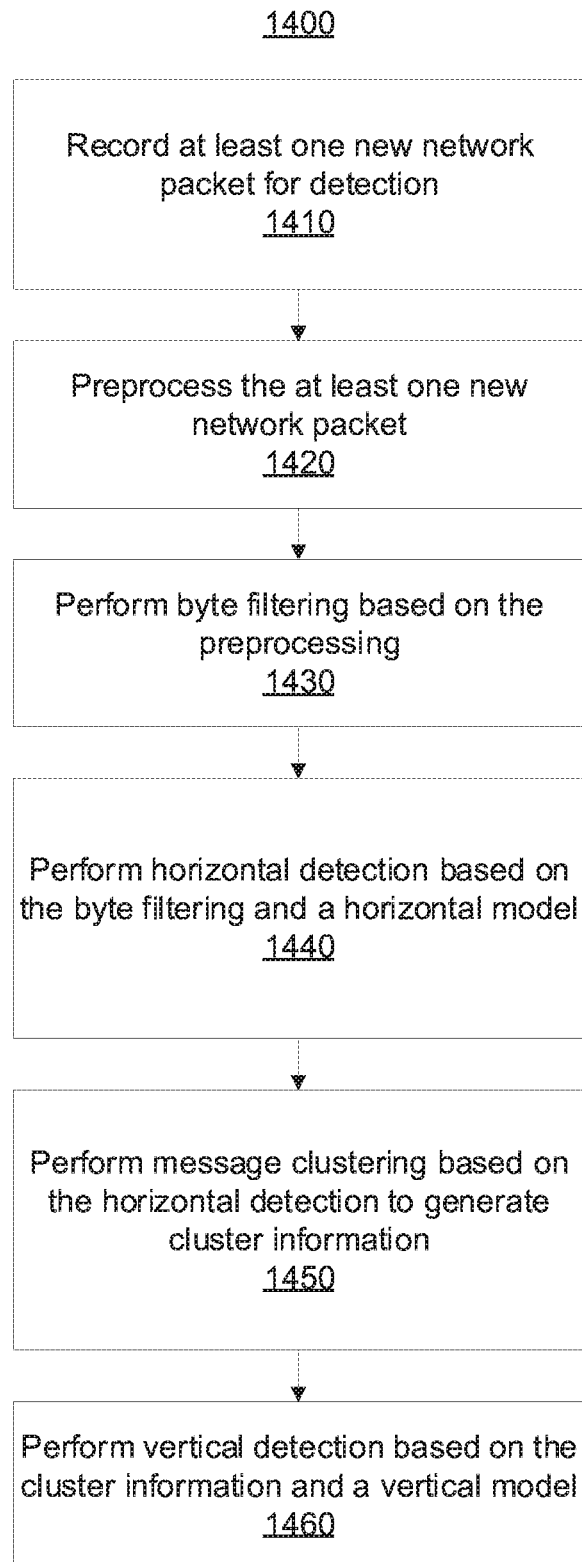 1400
Record at least one new network
packet for detection
1410
Preprocess the at least one new
network packet
1420
Perform byte filtering based on the
preprocessing
1430
Perform horizontal detection based on
the byte filtering and a horizontal model
1440
Perform message clustering based on
the horizontal detection to generate
cluster information
1450
Perform vertical detection based on the
cluster information and a vertical model
1460